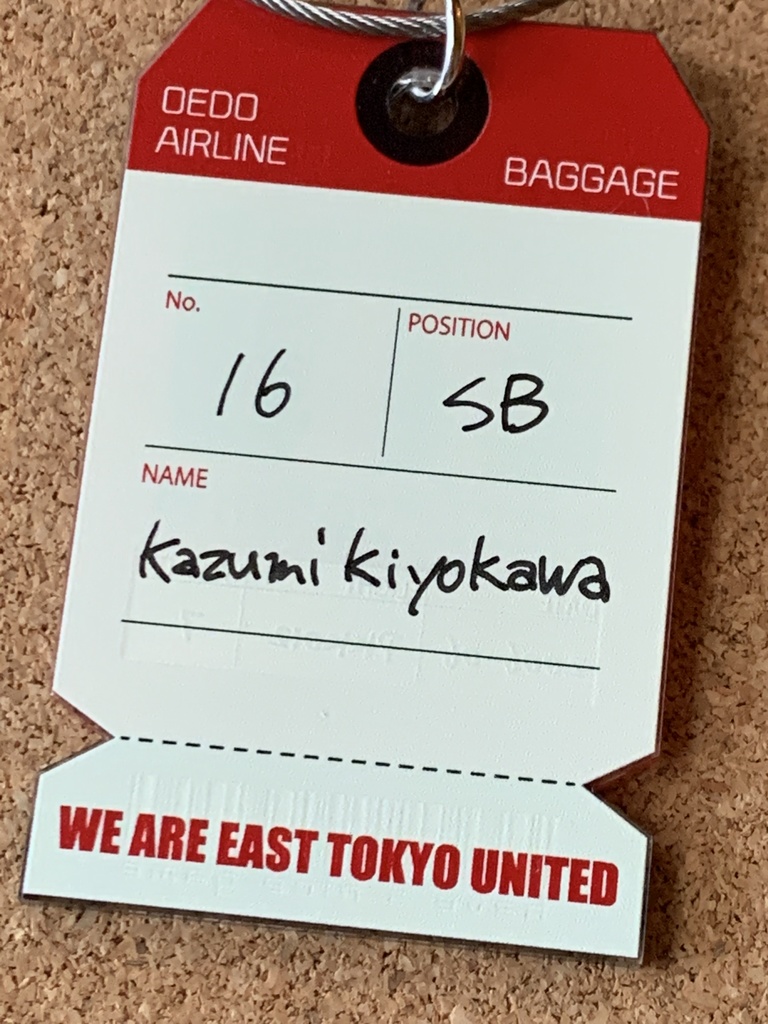 OEDO
AIRLINE
BAGGAGE
No.
POSITION
16
SB
NAME
Kazumi Kiyokawa
WE ARE EAST TOKYO UNITED